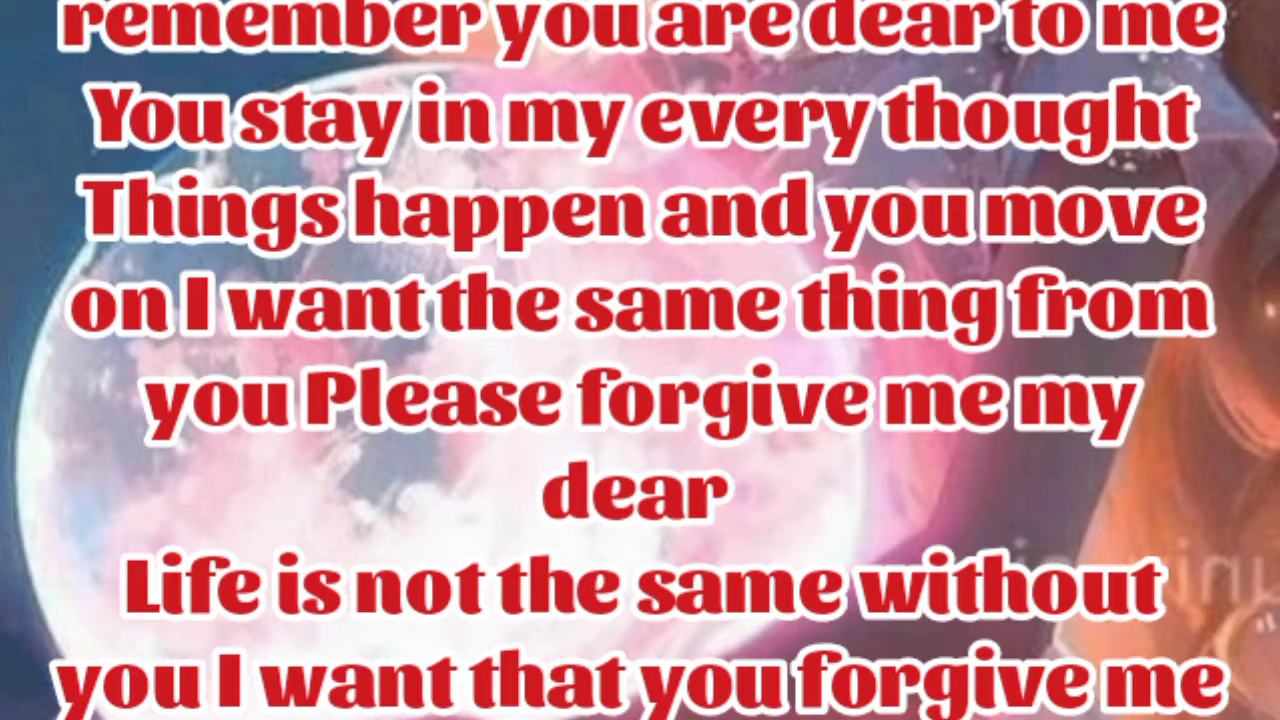 remember you are dear to me
You stay in my every thought
Things happen and you move
on I want the same thing from
you Please forgive me my
dear
Life is not the same without
you I want that you forgive me